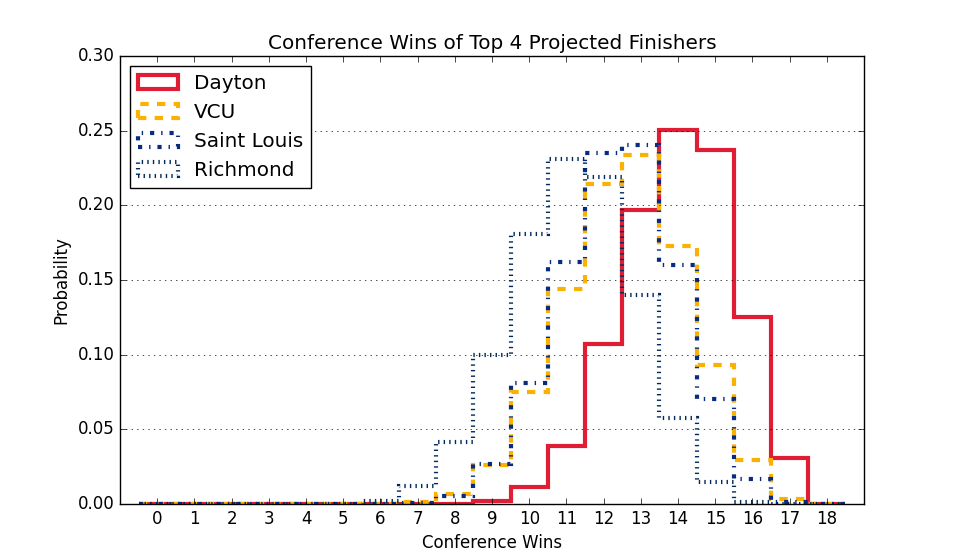 Conference Wins of Top 4 Projected Finishers
0.30
0.25
0.20
0.15
0.10
0.05
0.00
Probability
Dayton
VCU
Saint Louis
Richmond
0 1 2 3 4 5 6 7 8 9 10 11 12 13 14 15 16 17 18
Conference Wins